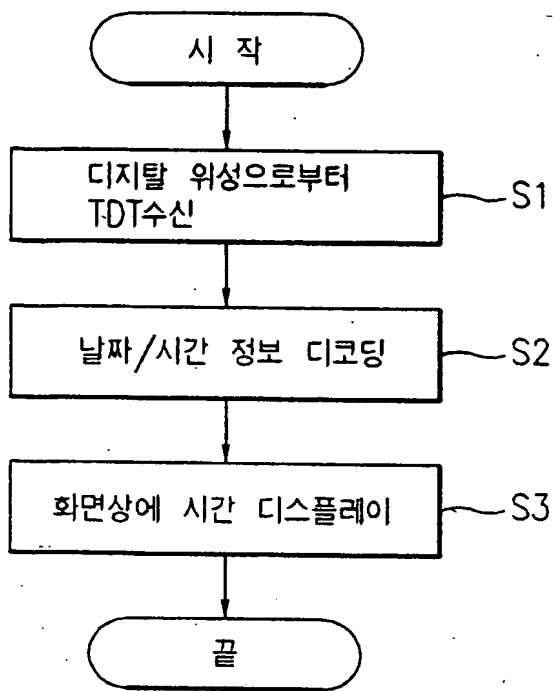 시 작
디지탈 위성으로부터
TDT수신
S1
날짜/시간 정보 디코딩
S2
화면상에 시간 디스플레이
S3
끝